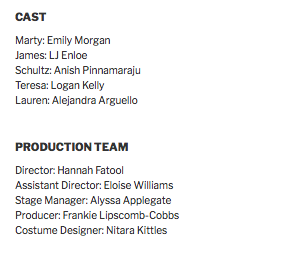 CAST
Marty: Emily Morgan
James: LJ Enloe
Schultz: Anish Pinnamaraju
Teresa: Logan Kelly
Lauren: Alejandra Arguello
PRODUCTION TEAM
Director: Hannah Fatool
Assistant Director: Eloise Williams
Stage Manager: Alyssa Applegate
Producer: Frankie Lipscomb-Cobbs
Costume Designer: Nitara Kittles